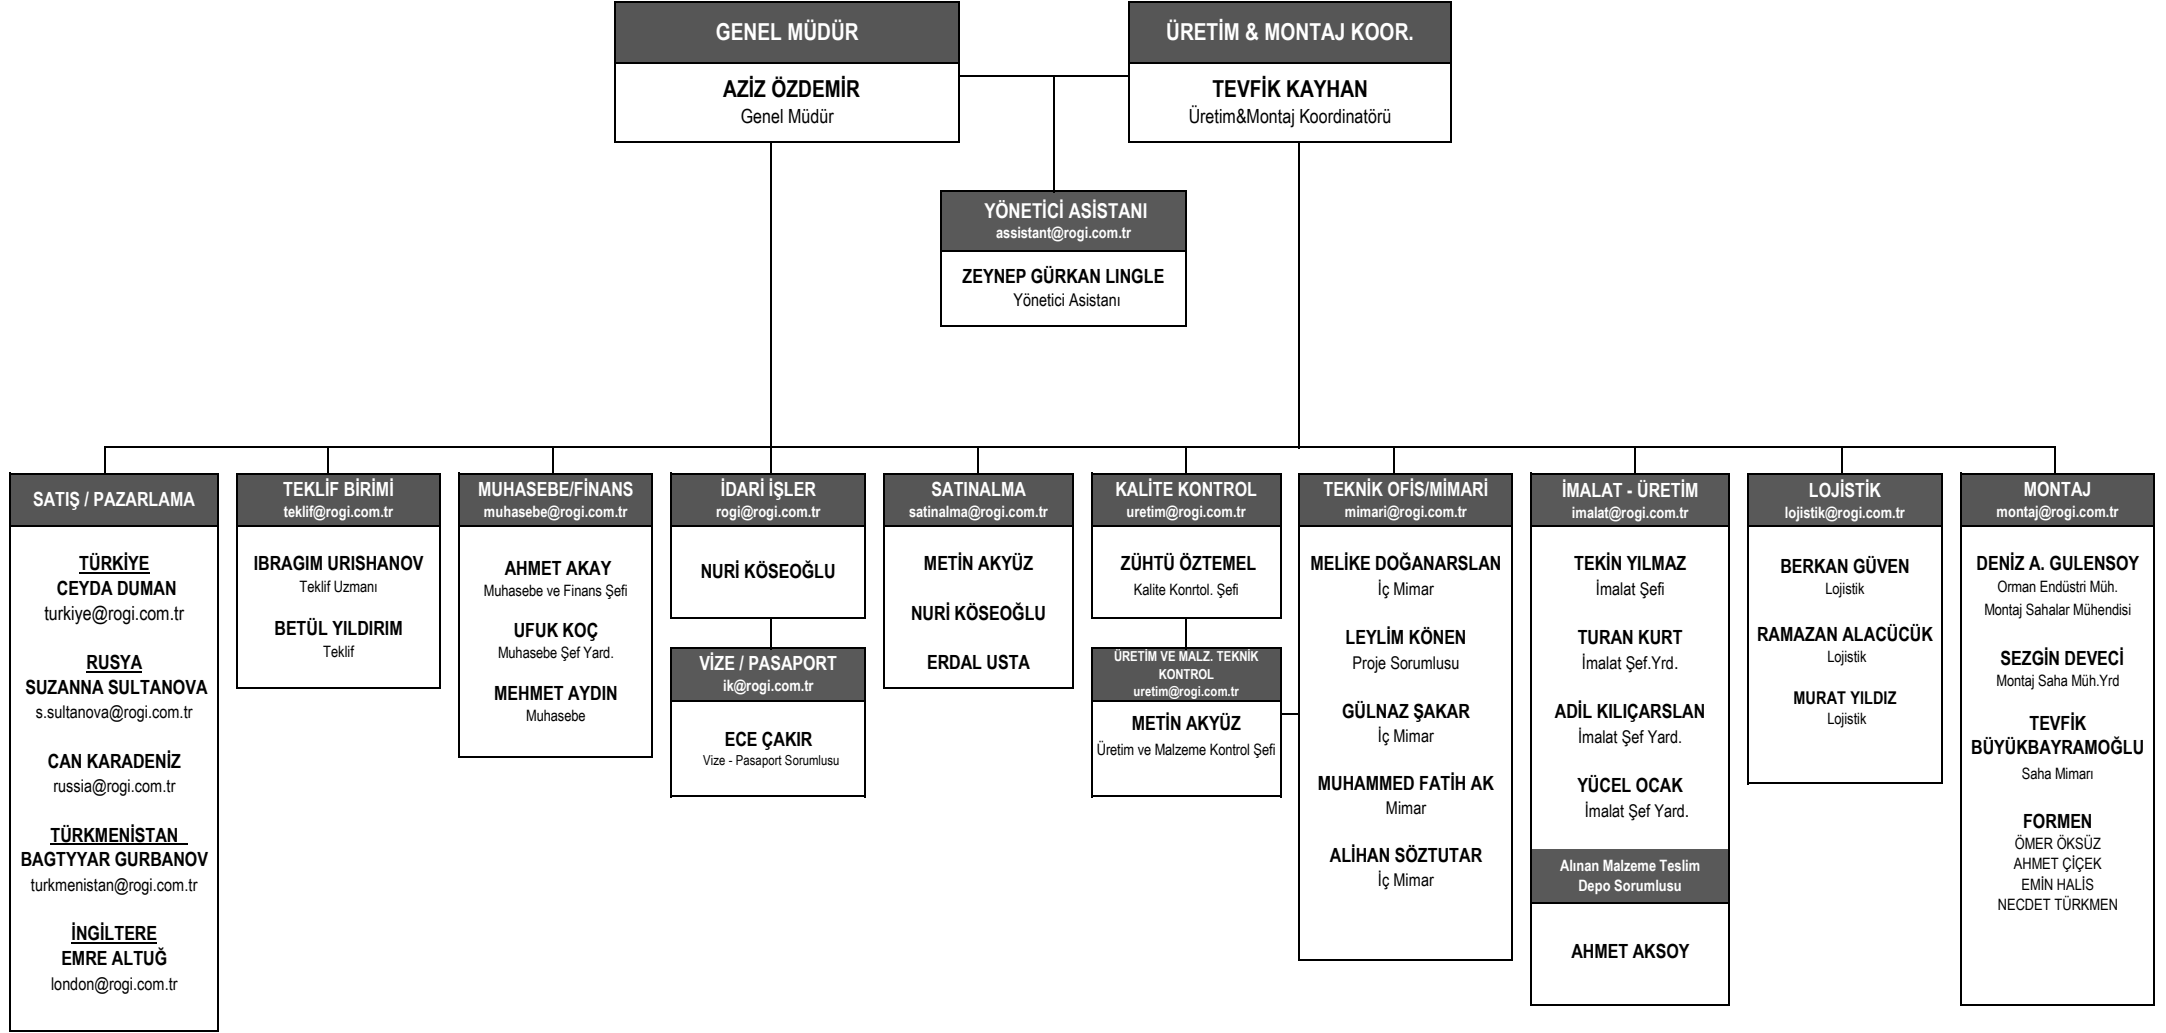 GENEL MÜDÜR
AZİZ ÖZDEMİR
Genel Müdür
ÜRETİM & MONTAJ KOOR.
TEVFİK KAYHAN
Üretim&Montaj Koordinatörü
YÖNETİCİ ASİSTANI
assistant@rogi.com.tr
ZEYNEP GÜRKAN LINGLE
Yönetici Asistanı
SATIŞ / PAZARLAMA
TÜRKİYE
CEYDA DUMAN
turkiye@rogi.com.tr
RUSYA
SUZANNA SULTANOVA
s.sultanova@rogi.com.tr
CAN KARADENİZ
russia@rogi.com.tr
TÜRKMENİSTAN
BAGTYYAR GURBANOV
turkmenistan@rogi.com.tr
İNGİLTERE
EMRE ALTUĞ
london@rogi.com.tr
TEKLİF BİRİMİ
teklif@rogi.com.tr
IBRAGIM URISHANOV
Teklif Uzmanı
BETÜL YILDIRIM
Teklif
MUHASEBE/FİNANS
muhasebe@rogi.com.tr
AHMET AKAY
Muhasebe ve Finans Şefi
UFUK KOÇ
Muhasebe Şef Yard.
MEHMET AYDIN
Muhasebe
İDARİ İŞLER
rogi@rogi.com.tr
NURİ KÖSEOĞLU
VİZE / PASAPORT
ik@rogi.com.tr
ECE ÇAKIR
Vize - Pasaport Sorumlusu
SATINALMA
satinalma@rogi.com.tr
METİN AKYÜZ
NURİ KÖSEOĞLU
ERDAL USTA
KALİTE KONTROL
uretim@rogi.com.tr
ZÜHTÜ ÖZTEMEL
Kalite Konrtol. Şefi
ÜRETİM VE MALZ. TEKNİK
KONTROL
uretim@rogi.com.tr
METİN AKYÜZ
Üretim ve Malzeme Kontrol Şefi
TEKNİK OFİS/MİMARİ
mimari@rogi.com.tr
MELİKE DOĞANARSLAN
İç Mimar
LEYLİM KÖNEN
Proje Sorumlusu
GÜLNAZ ŞAKAR
İç Mimar
MUHAMMED FATİH AK
Mimar
ALİHAN SÖZTUTAR
İç Mimar
İMALAT - ÜRETİM
imalat@rogi.com.tr
TEKİN YILMAZ
İmalat Şefi
TURAN KURT
İmalat Şef.Yrd.
ADİL KILIÇARSLAN
İmalat Şef Yard.
YÜCEL OCAK
İmalat Şef Yard.
Alınan Malzeme Teslim
Depo Sorumlusu
AHMET AKSOY
LOJİSTİK
lojistik@rogi.com.tr
BERKAN GÜVEN
Lojistik
RAMAZAN ALACÜCÜK
Lojistik
MURAT YILDIZ
Lojistik
MONTAJ
montaj@rogi.com.tr
DENİZ A. GULENSOY
Orman Endüstri Müh.
Montaj Sahalar Mühendisi
SEZGİN DEVECİ
Montaj Saha Müh.Yrd
TEVFİK
BÜYÜKBAYRAMOĞLU
Saha Mimarı
FORMEN
ÖMER ÖKSÜZ
AHMET ÇİÇEK
EMİN HALİS
NECDET TÜRKMEN